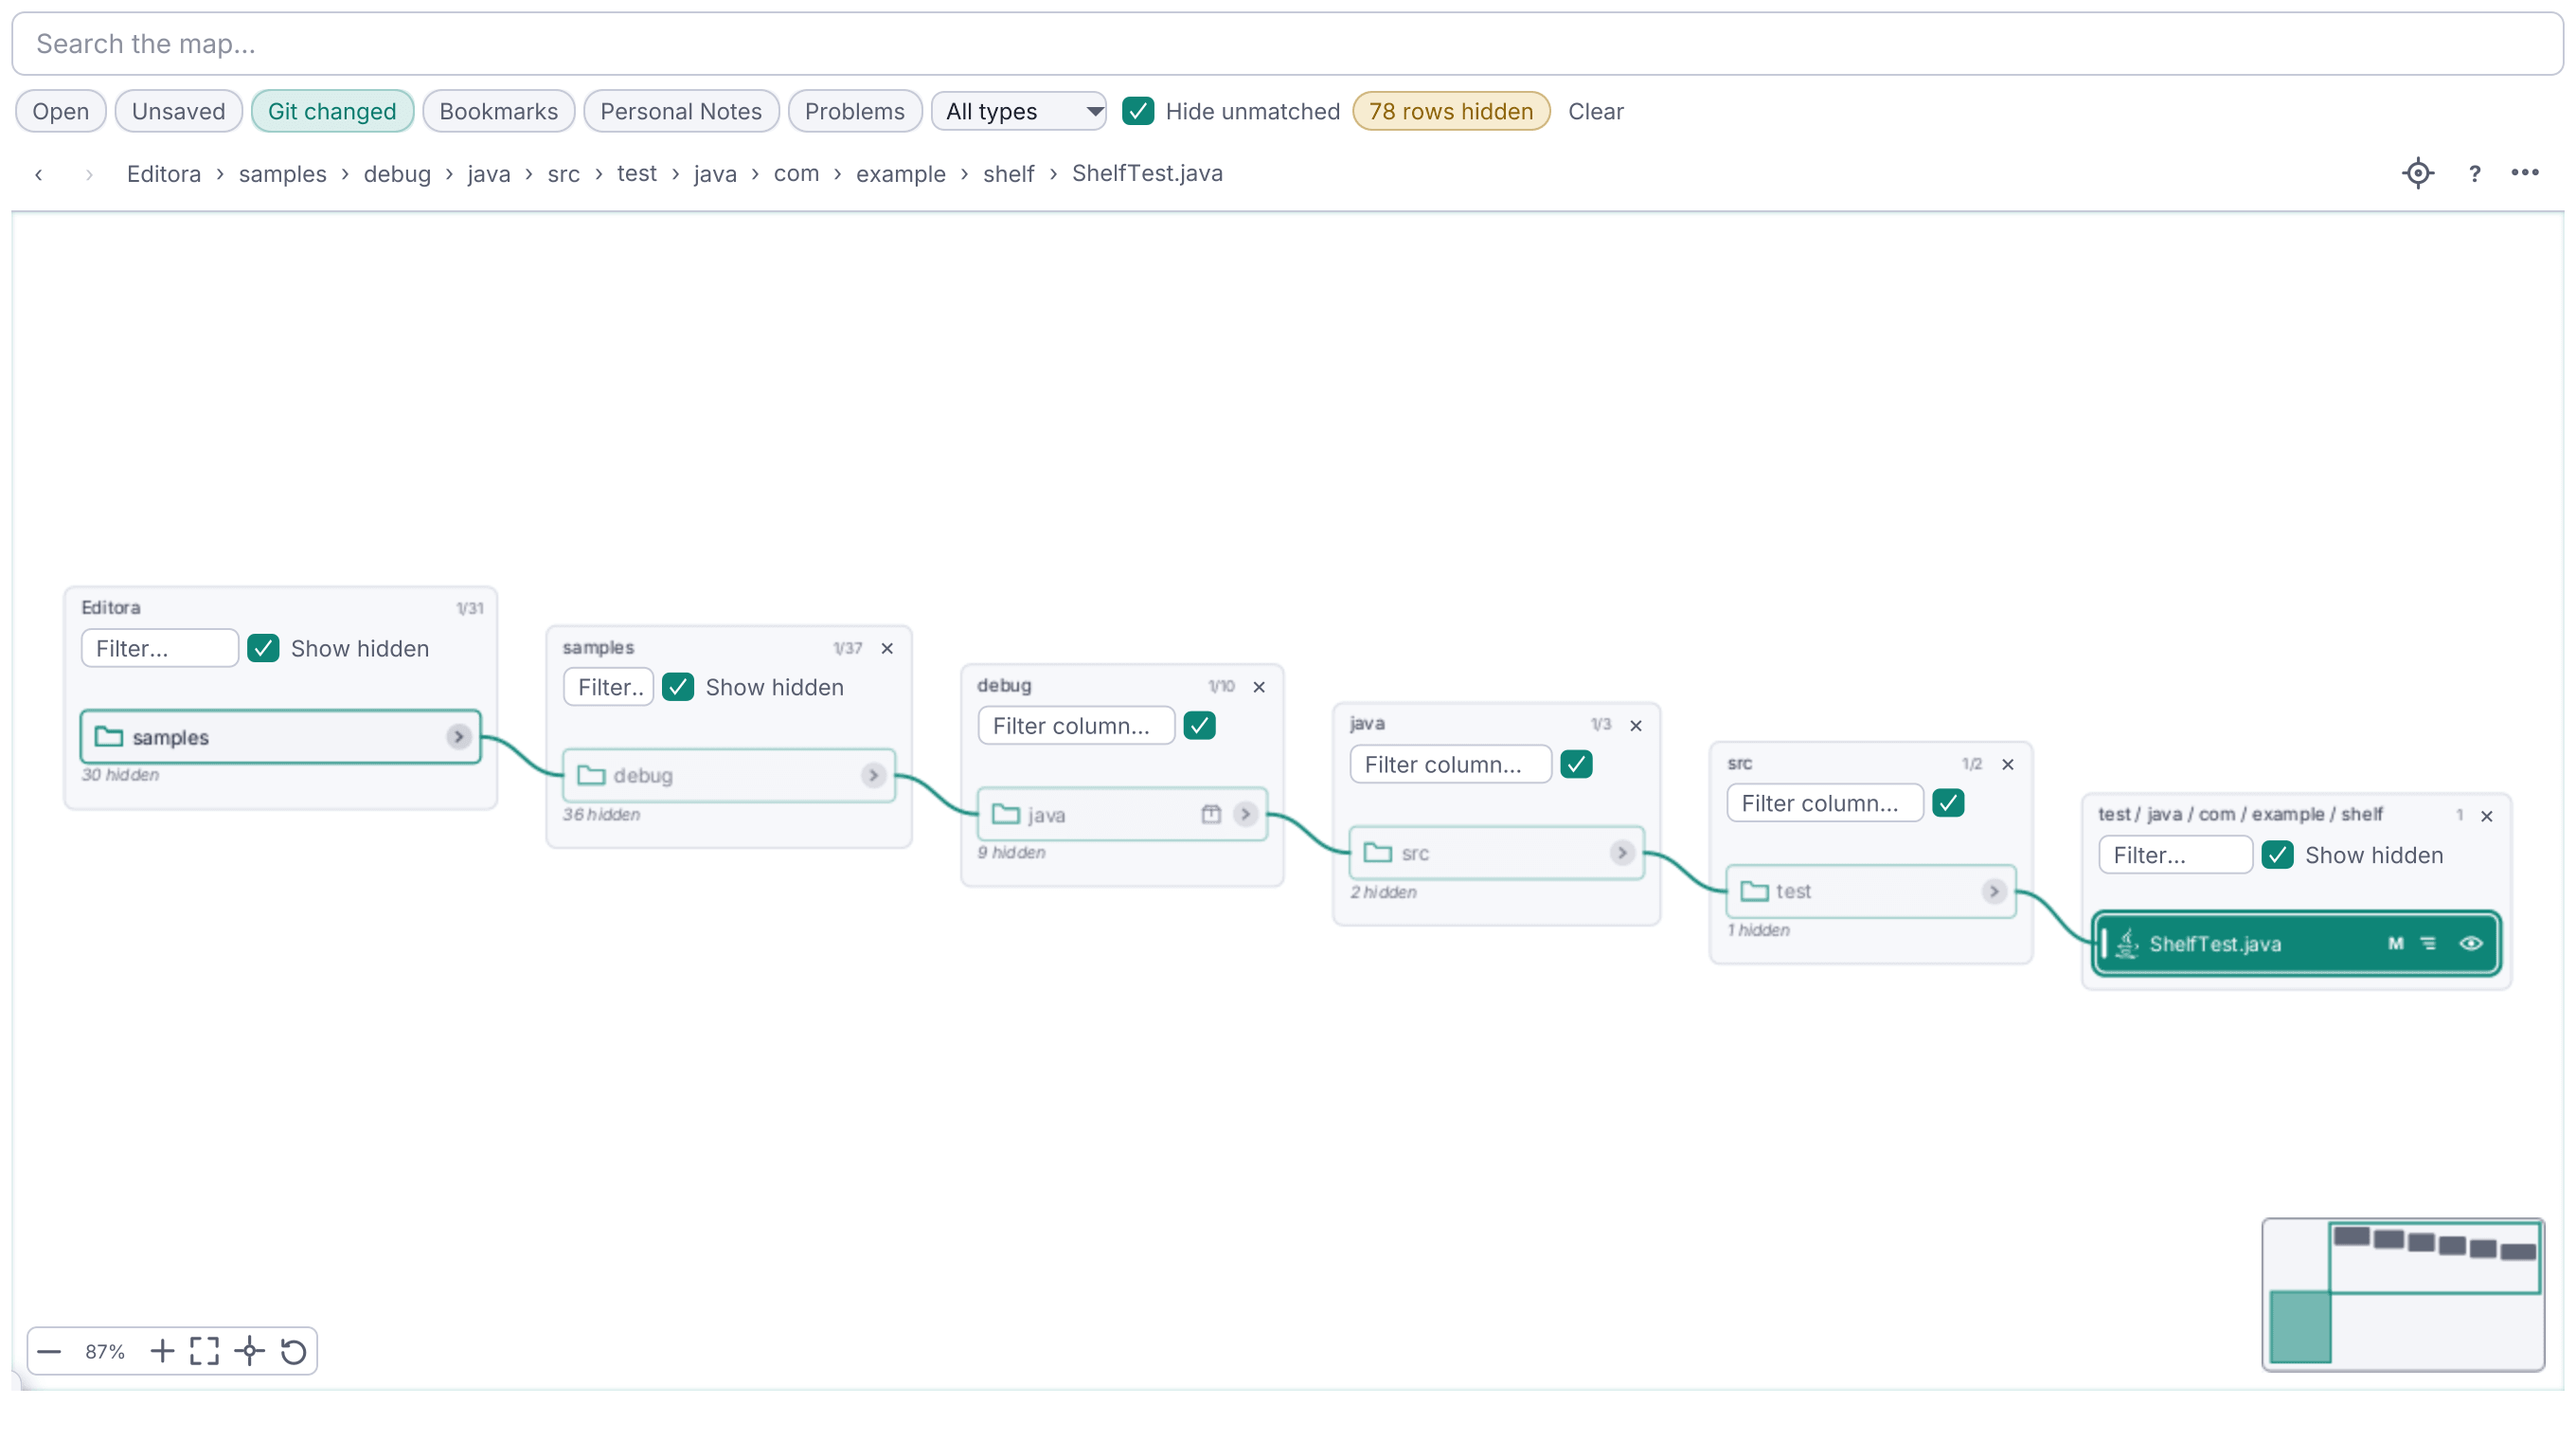 Search the map...
Open Unsaved Git changed Bookmarks Personal Notes Problems All types Hide unmatched 78 rows hidden Clear
‹ › Editora › samples › debug › java › src › test › java › com › example › shelf › ShelfTest.java ? •••
Editora 1/31
Filter... Show hidden
samples
30 hidden
samples 1/37 ×
Filter.. Show hidden
debug
36 hidden
debug 1/10 ×
Filter column...
java
9 hidden
java 1/3 ×
Filter column...
src
2 hidden
src 1/2 ×
Filter column...
test
1 hidden
test / java / com / example / shelf 1 ×
Filter... Show hidden
ShelfTest.java M
87%